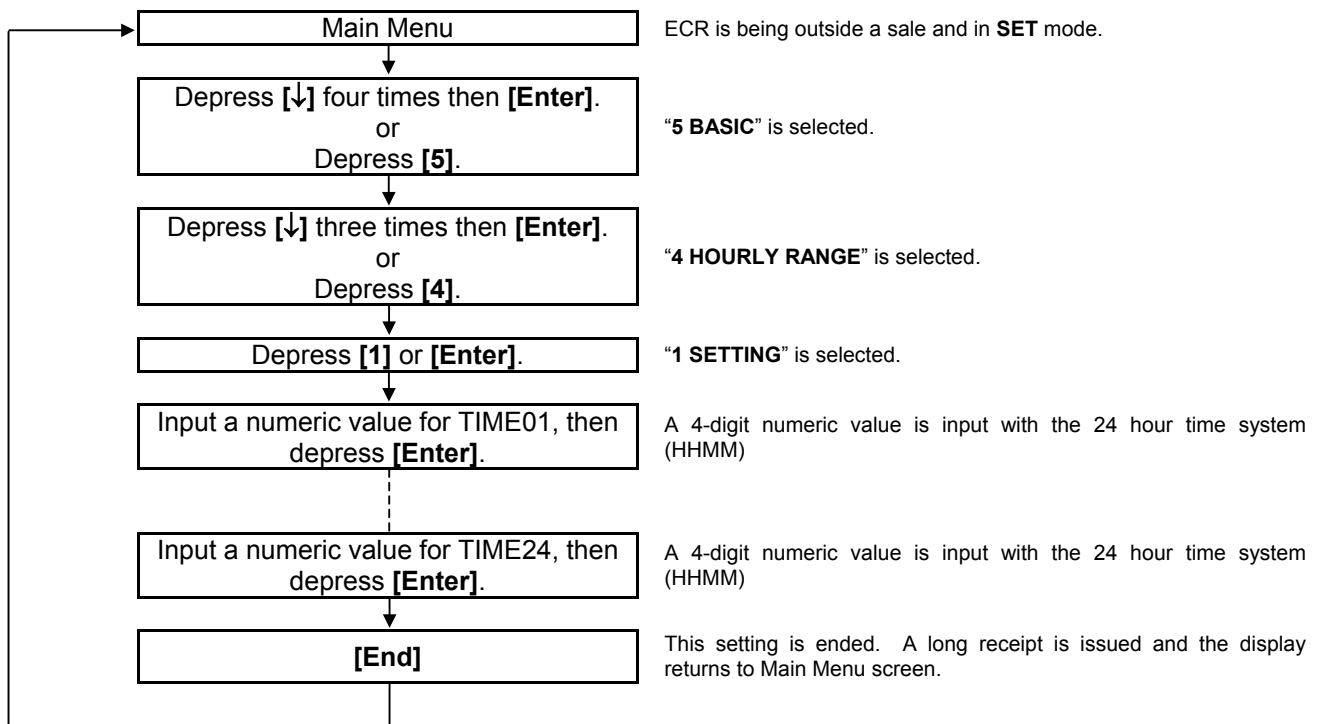 Main Menu
ECR is being outside a sale and in SET mode.
Depress [↓] four times then [Enter].
or
Depress [5].
“5 BASIC” is selected.
Depress [↓] three times then [Enter].
or
Depress [4].
“4 HOURLY RANGE” is selected.
Depress [1] or [Enter].
“1 SETTING” is selected.
Input a numeric value for TIME01, then
depress [Enter].
A 4-digit numeric value is input with the 24 hour time system
(HHMM)
Input a numeric value for TIME24, then
depress [Enter].
A 4-digit numeric value is input with the 24 hour time system
(HHMM)
[End]
This setting is ended. A long receipt is issued and the display
returns to Main Menu screen.